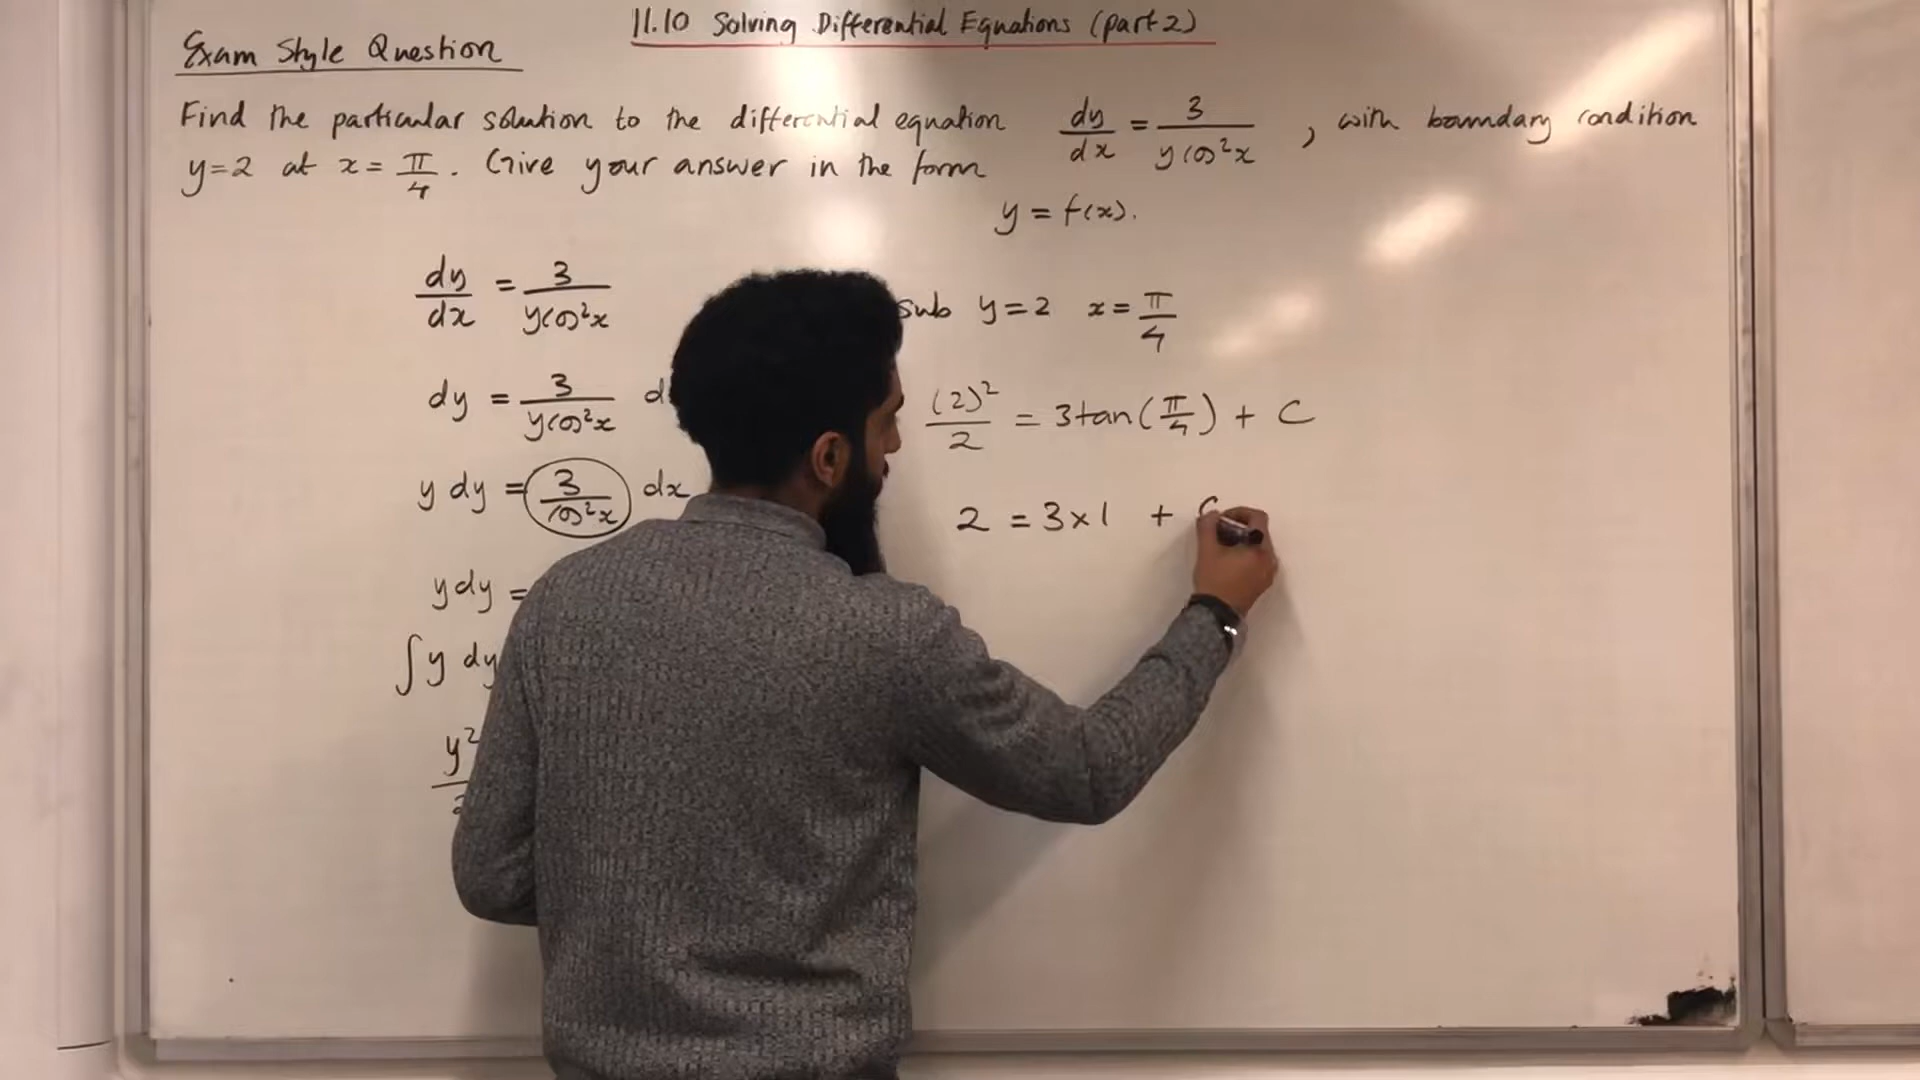 11.10 Solving Differential Equations (part 2)
Exam Style Question
Find the particular solution to the differential equation dy/dx = 3/(y cos²x) , with boundary condition
y=2 at x = π/4 . Give your answer in the form
y = f(x).
dy/dx = 3/(y cos²x)
dy = 3/(y cos²x) d
y dy = 3/(cos²x) dx
y dy =
∫ y dy
y²
sub y=2 x = π/4
(2)²/2 = 3tan(π/4) + C
2 = 3×1 +